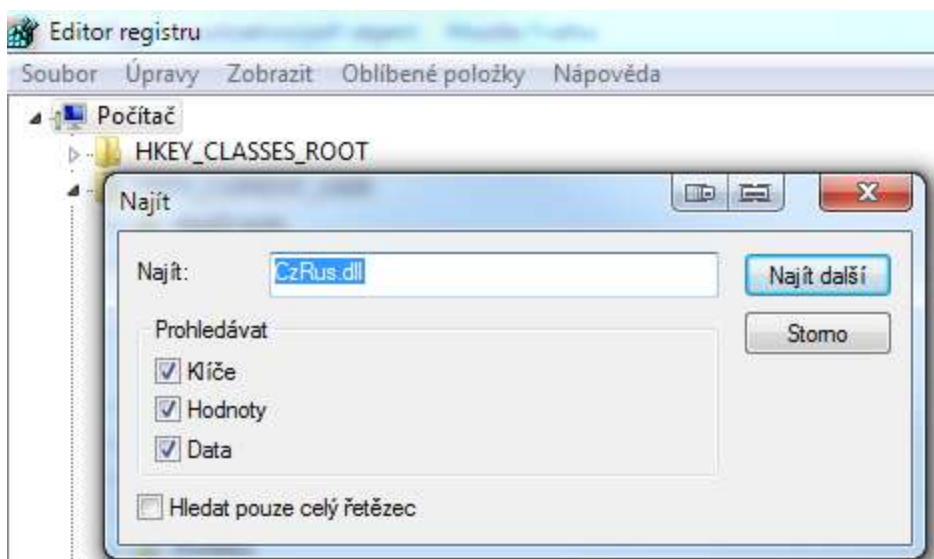 Editor registru
Soubor Úpravy Zobrazit Oblíbené položky Nápověda
Počítač
HKEY_CLASSES_ROOT
Najít
Najít: CzRus.dll Najít další
Prohledávat Storno
Klíče
Hodnoty
Data
Hledat pouze celý řetězec